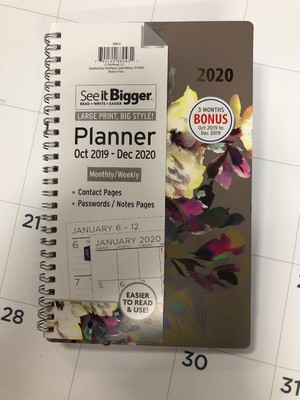 See it Bigger
READ • WRITE • EASIER
LARGE PRINT, BIG STYLE!
Planner
Oct 2019 - Dec 2020
Monthly/Weekly
• Contact Pages
• Passwords / Notes Pages
2020
3 MONTHS
BONUS
Oct 2019 to
Dec 2019
JANUARY 6 – 12
JANUARY 2020
6
7
5
6
EASIER
TO READ
& USE!
21
28
30
31